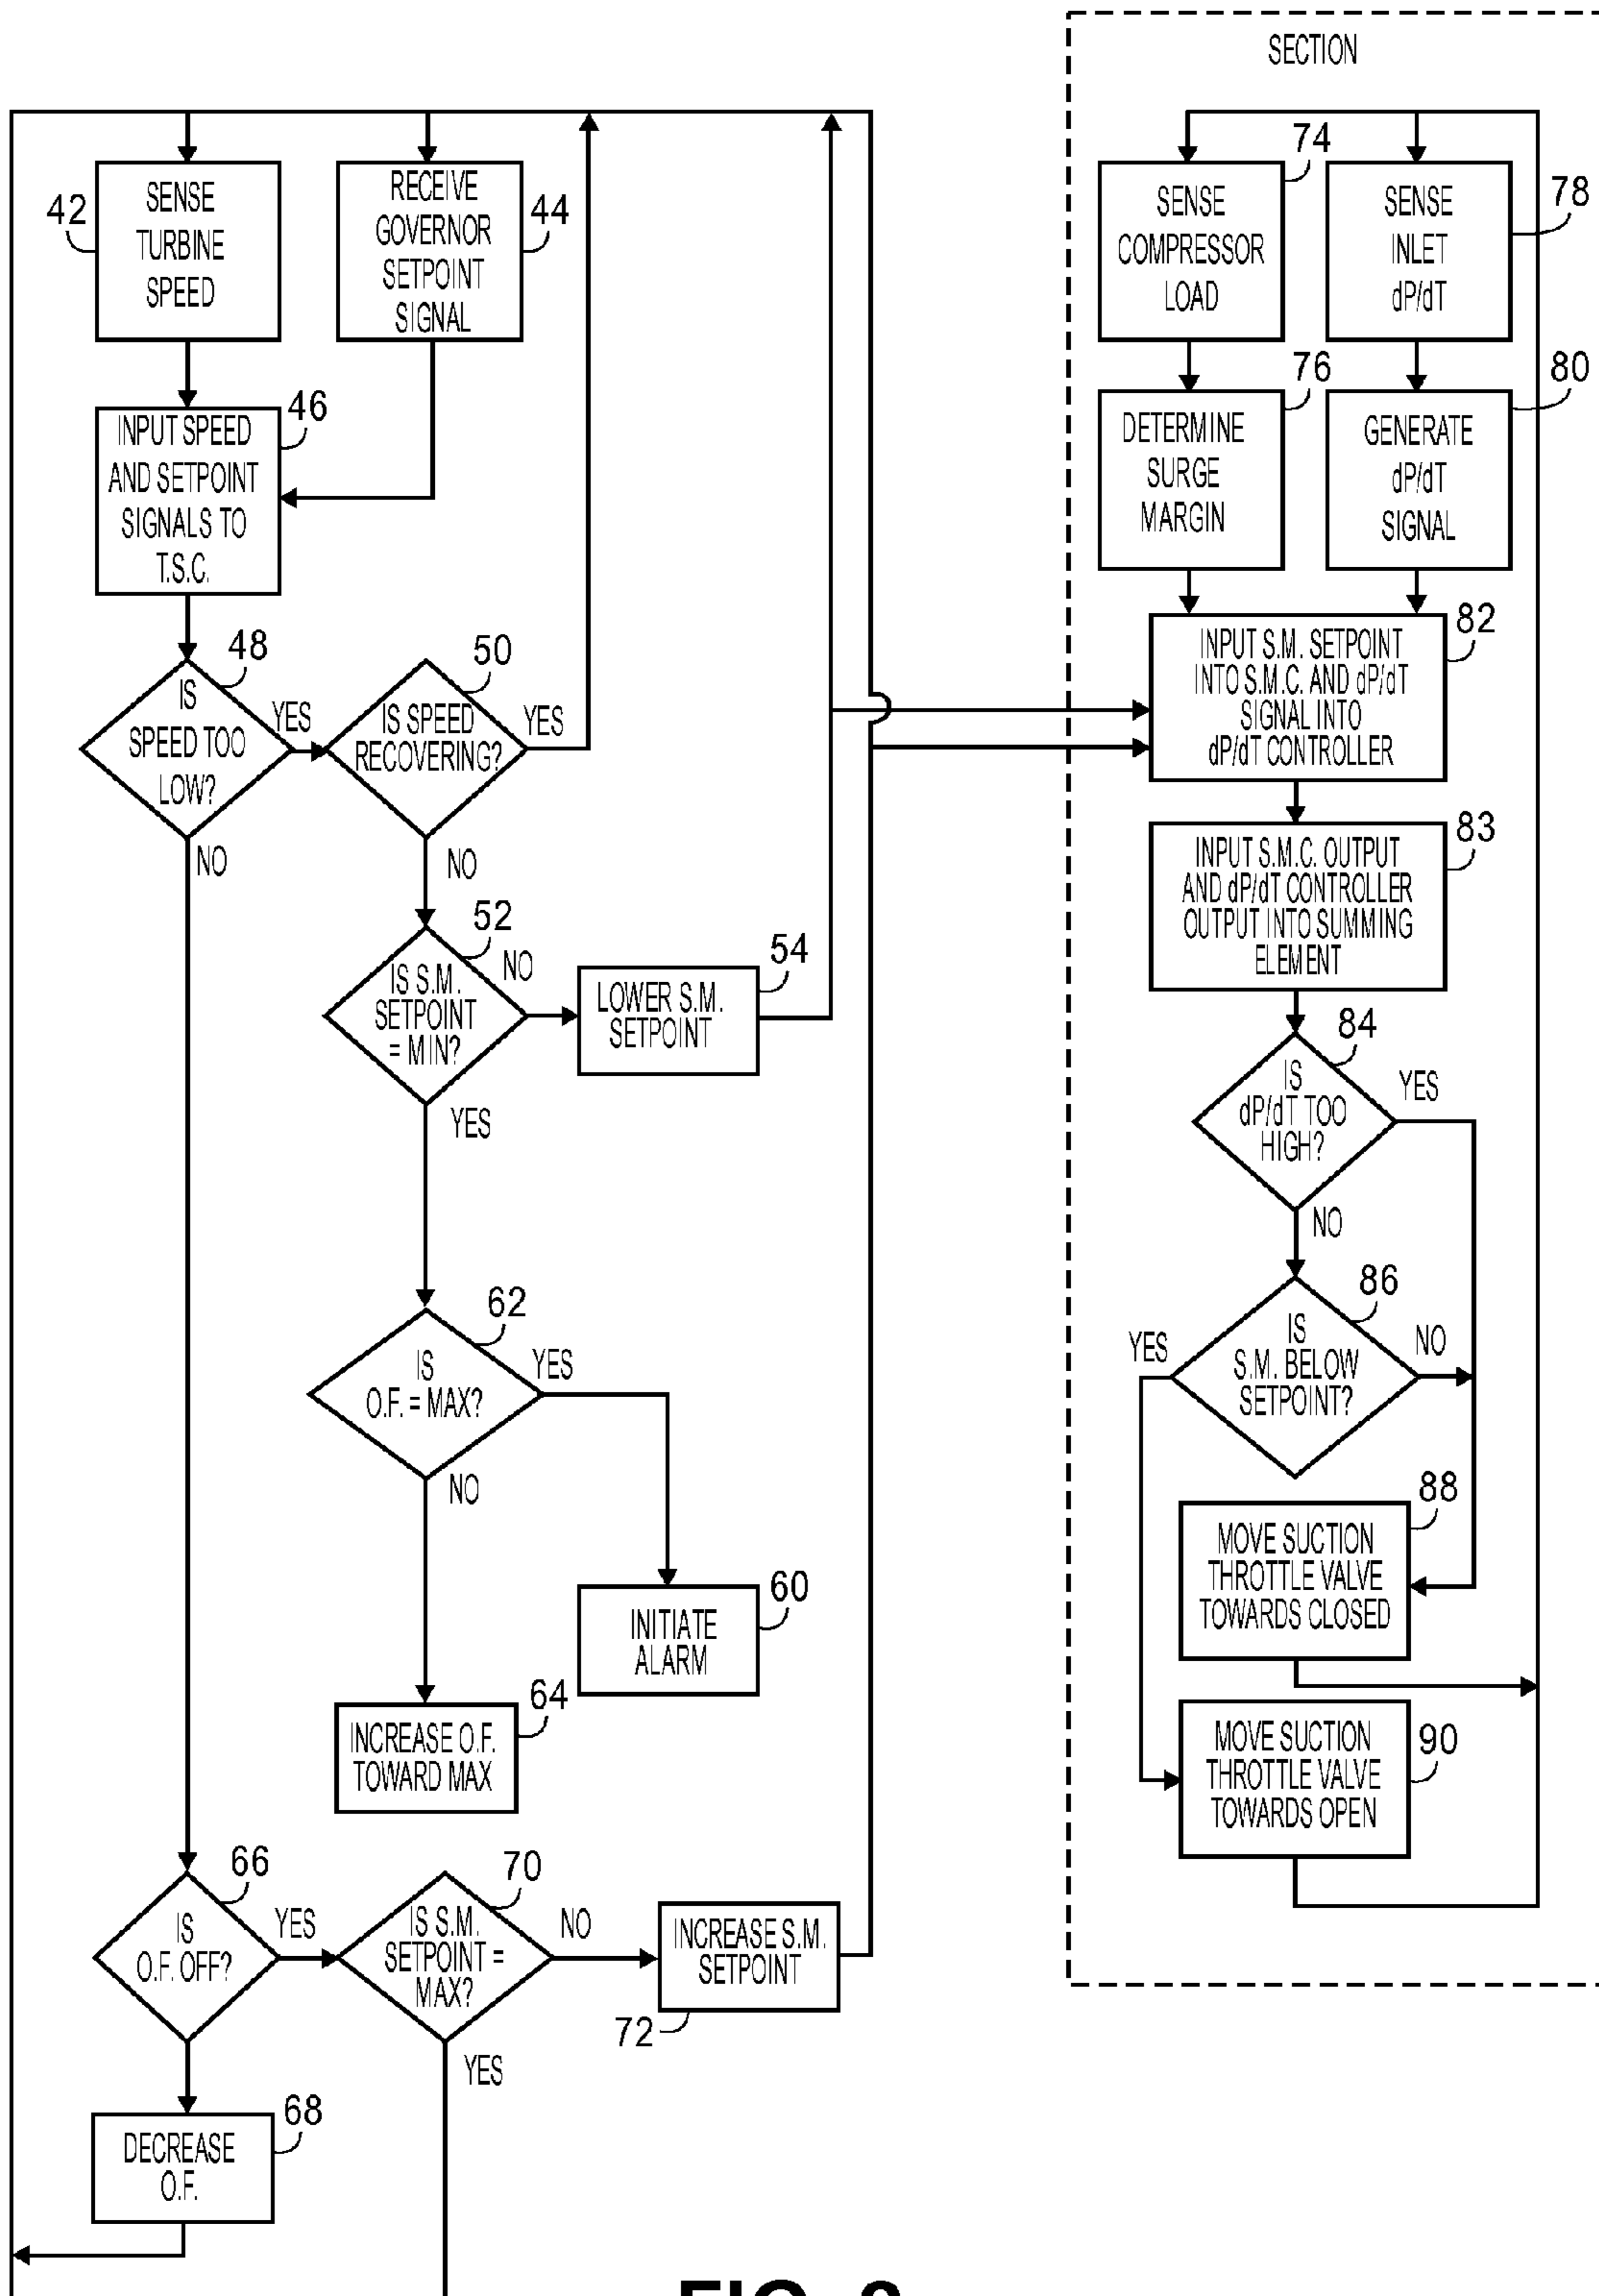 SECTION
42
SENSE
TURBINE
SPEED
RECEIVE
GOVERNOR
SETPOINT
SIGNAL
44
INPUT SPEED
AND SETPOINT
SIGNALS TO
T.S.C.
46
IS
SPEED TOO
LOW?
48
YES
NO
IS SPEED
RECOVERING?
50
YES
NO
IS S.M.
SETPOINT
= MIN?
52
NO
YES
LOWER S.M.
SETPOINT
54
IS
O.F. = MAX?
62
YES
NO
INITIATE
ALARM
60
INCREASE O.F.
TOWARD MAX
64
IS
O.F. OFF?
66
YES
IS S.M.
SETPOINT =
MAX?
70
NO
YES
INCREASE S.M.
SETPOINT
72
DECREASE
O.F.
68
SENSE
COMPRESSOR
LOAD
74
SENSE
INLET
dP/dT
78
DETERMINE
SURGE
MARGIN
76
GENERATE
dP/dT
SIGNAL
80
INPUT S.M. SETPOINT
INTO S.M.C. AND dP/dT
SIGNAL INTO
dP/dT CONTROLLER
82
INPUT S.M.C. OUTPUT
AND dP/dT CONTROLLER
OUTPUT INTO SUMMING
ELEMENT
83
IS
dP/dT TOO
HIGH?
84
YES
NO
IS
S.M. BELOW
SETPOINT?
86
YES
NO
MOVE SUCTION
THROTTLE VALVE
TOWARDS CLOSED
88
MOVE SUCTION
THROTTLE VALVE
TOWARDS OPEN
90
FIG.